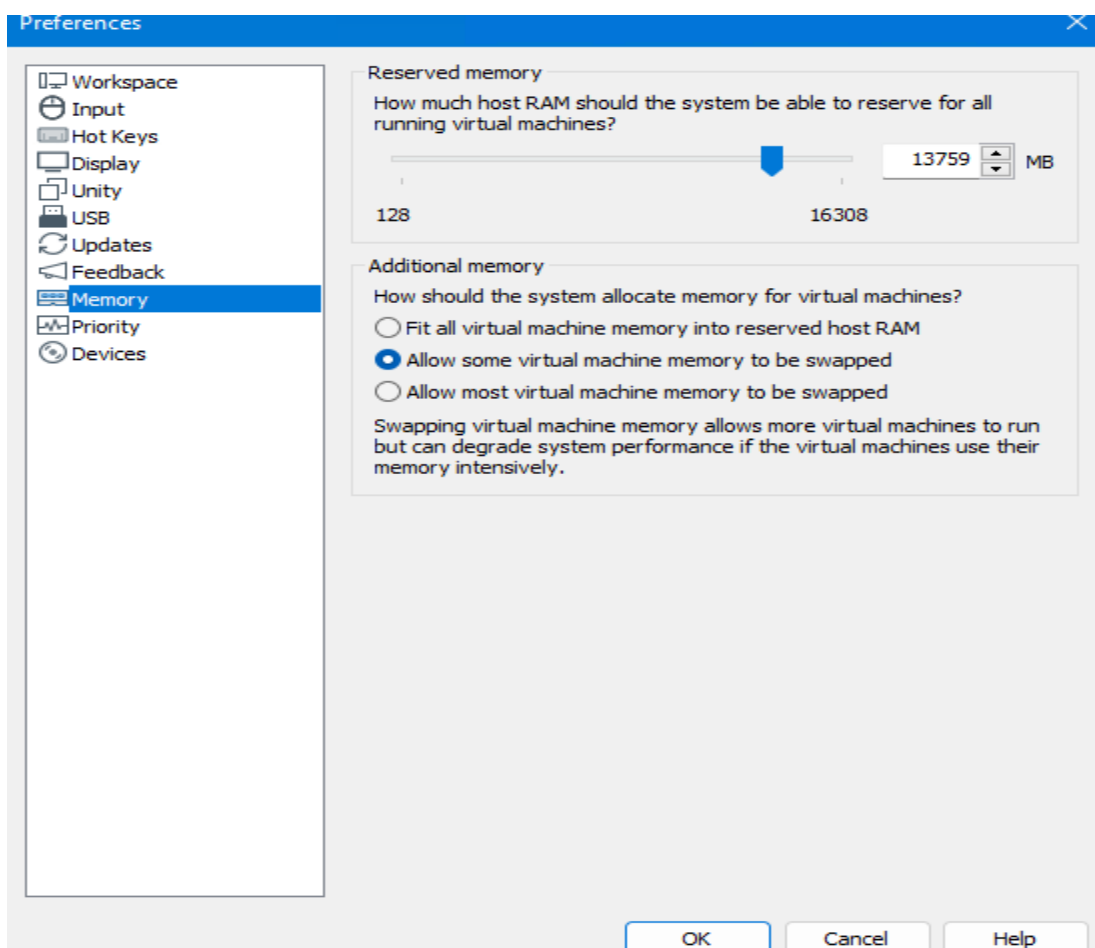 Preferences
Workspace
Input
Hot Keys
Display
Unity
USB
Updates
Feedback
Memory
Priority
Devices
Reserved memory
How much host RAM should the system be able to reserve for all
running virtual machines?
13759 MB
128 16308
Additional memory
How should the system allocate memory for virtual machines?
Fit all virtual machine memory into reserved host RAM
Allow some virtual machine memory to be swapped
Allow most virtual machine memory to be swapped
Swapping virtual machine memory allows more virtual machines to run
but can degrade system performance if the virtual machines use their
memory intensively.
OK Cancel Help